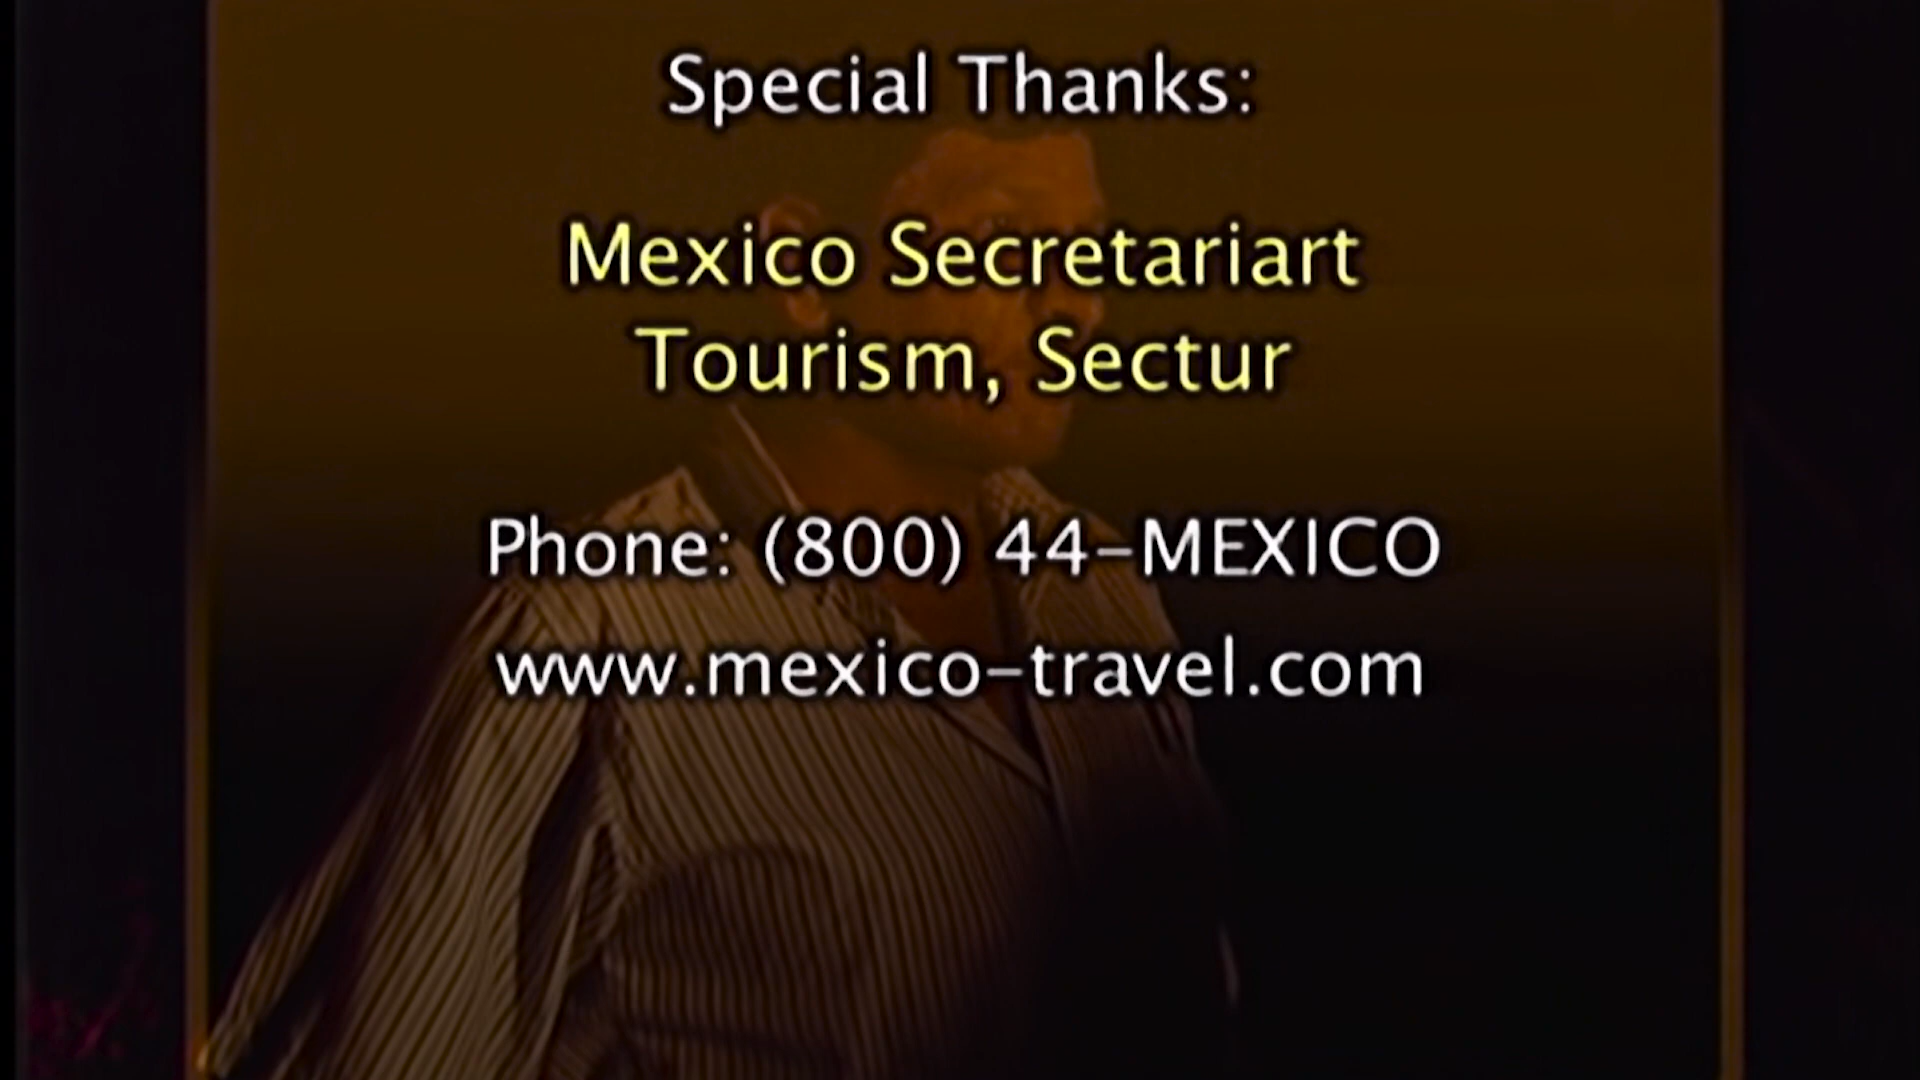 Special Thanks:
Mexico Secretariart
Tourism, Sectur
Phone: (800) 44-MEXICO
www.mexico-travel.com